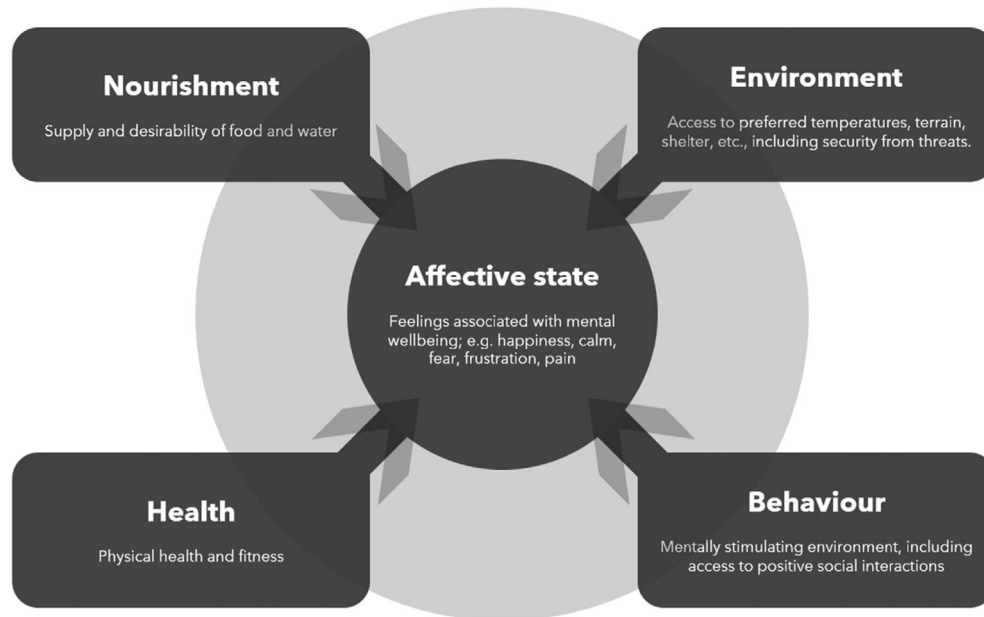 Nourishment
Supply and desirability of food and water
Environment
Access to preferred temperatures, terrain,
shelter, etc., including security from threats.
Affective state
Feelings associated with mental
wellbeing; e.g. happiness, calm,
fear, frustration, pain
Health
Physical health and fitness
Behaviour
Mentally stimulating environment, including
access to positive social interactions